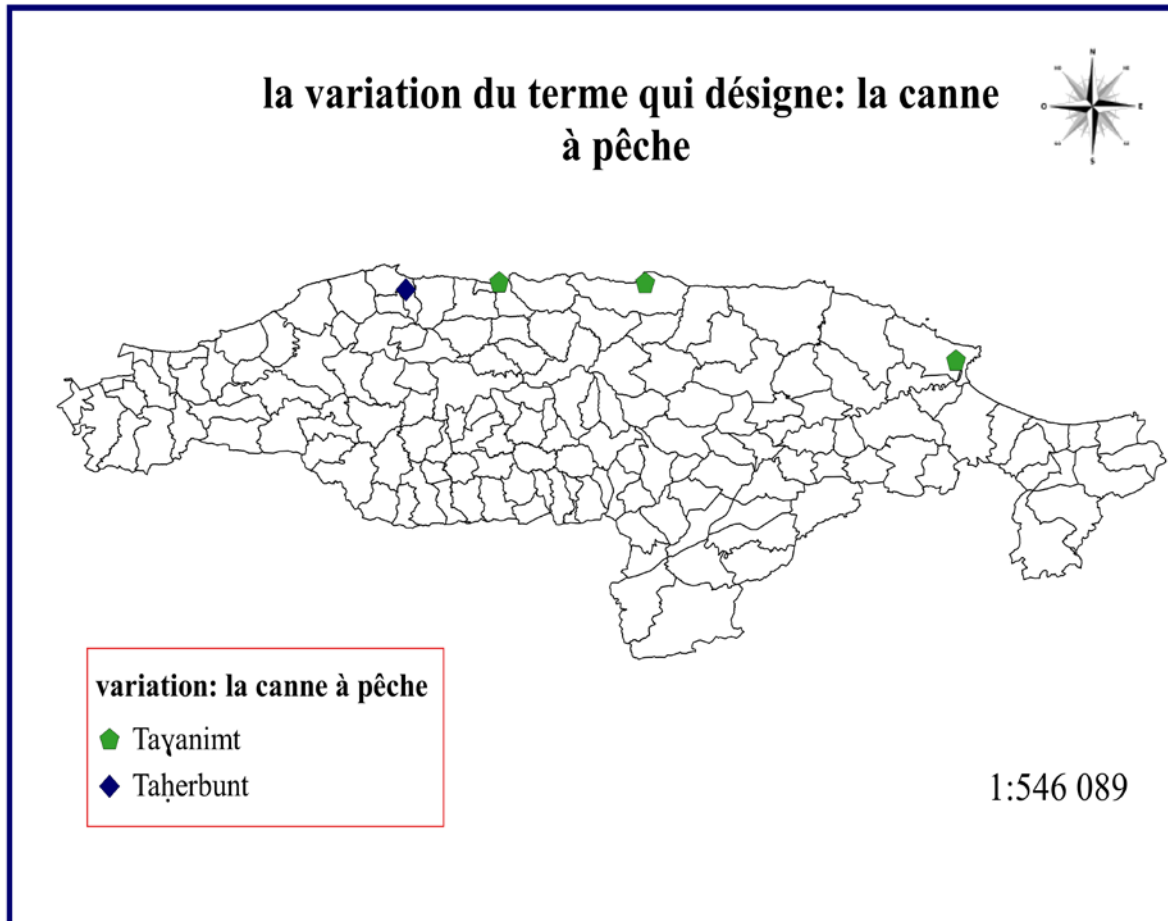 la variation du terme qui désigne: la canne
à pêche
N
O
E
S
variation: la canne à pêche
Taɣanimt
Taḥerbunt
1:546 089